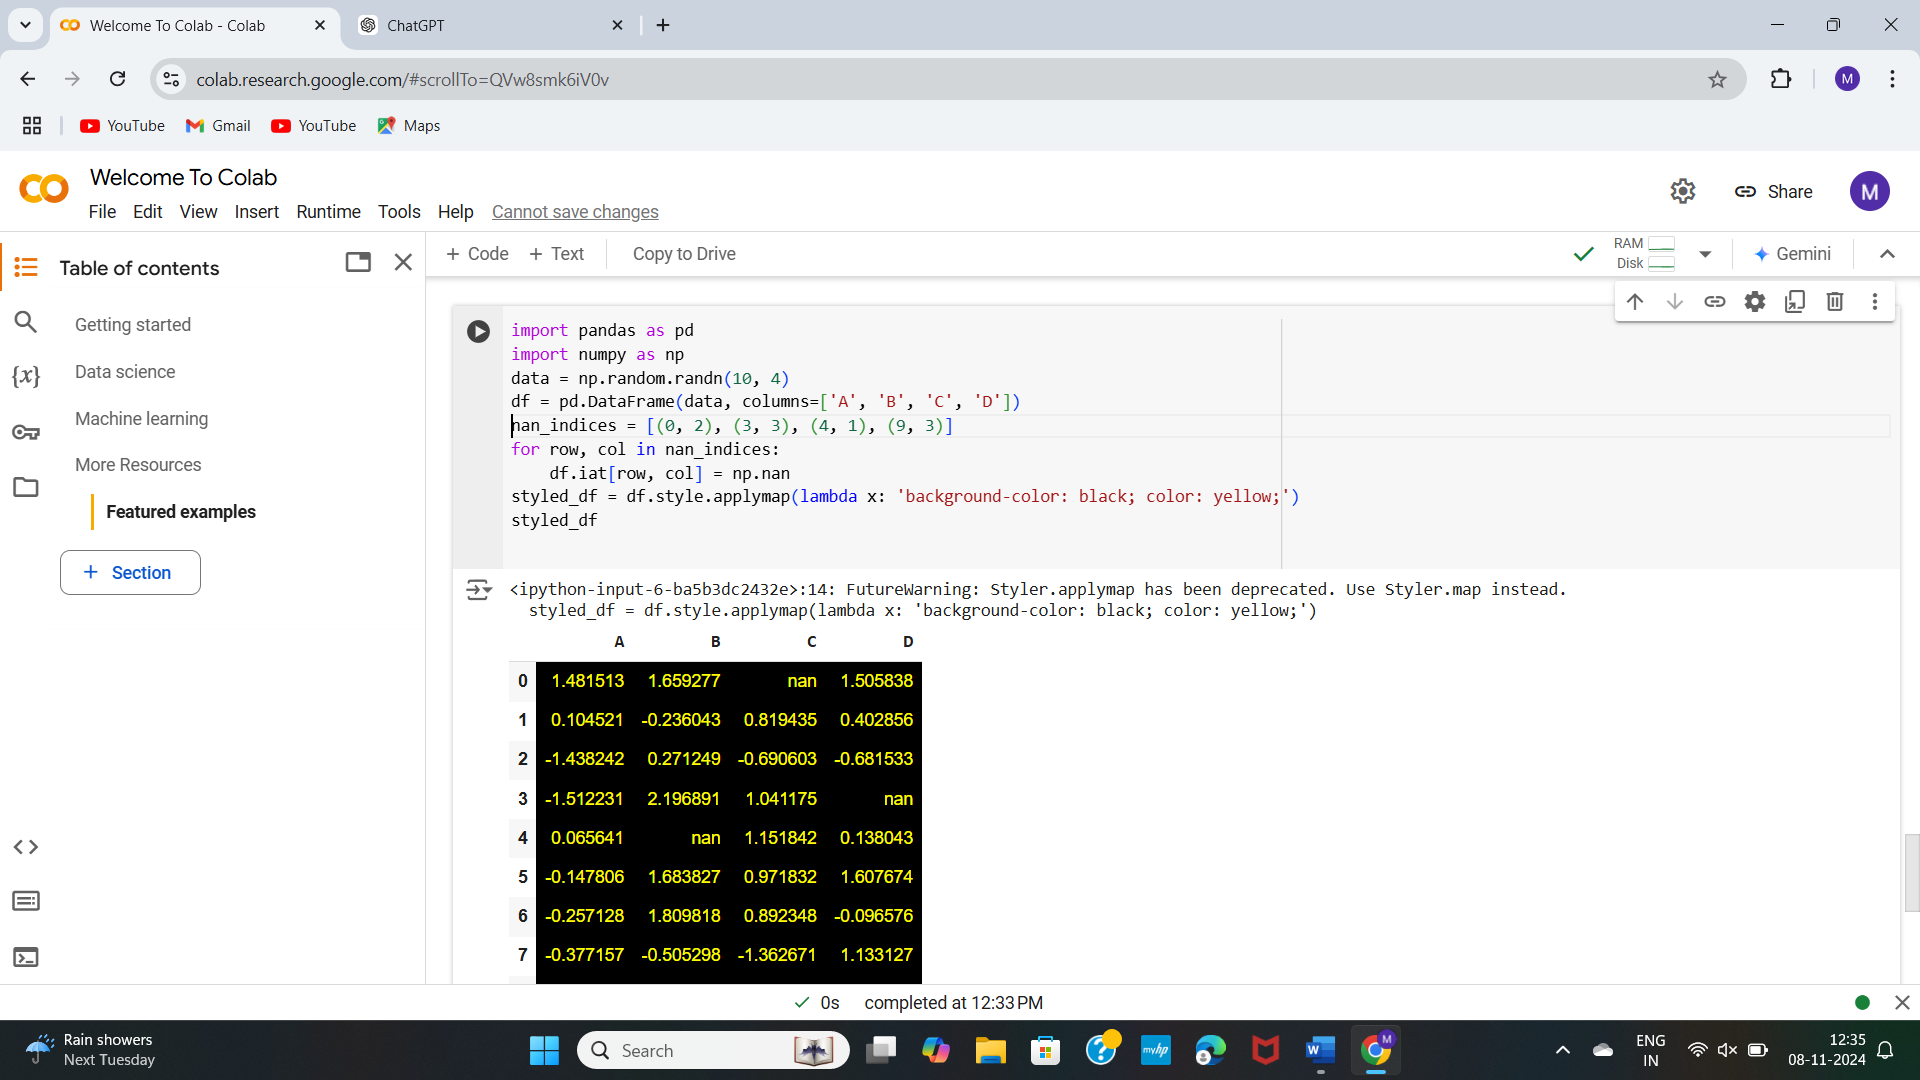 Welcome To Colab - Colab
ChatGPT
colab.research.google.com/#scrollTo=QVw8smk6iV0v
M
YouTube
Gmail
YouTube
Maps
Welcome To Colab
File Edit View Insert Runtime Tools Help Cannot save changes
Share
M
Table of contents
+ Code + Text Copy to Drive
RAM
Disk
Gemini
Getting started
Data science
Machine learning
More Resources
Featured examples
+ Section
import pandas as pd
import numpy as np
data = np.random.randn(10, 4)
df = pd.DataFrame(data, columns=['A', 'B', 'C', 'D'])
nan_indices = [(0, 2), (3, 3), (4, 1), (9, 3)]
for row, col in nan_indices:
    df.iat[row, col] = np.nan
styled_df = df.style.applymap(lambda x: 'background-color: black; color: yellow;')
styled_df
<ipython-input-6-ba5b3dc2432e>:14: FutureWarning: Styler.applymap has been deprecated. Use Styler.map instead.
  styled_df = df.style.applymap(lambda x: 'background-color: black; color: yellow;')
A B C D
0 1.481513 1.659277 nan 1.505838
1 0.104521 -0.236043 0.819435 0.402856
2 -1.438242 0.271249 -0.690603 -0.681533
3 -1.512231 2.196891 1.041175 nan
4 0.065641 nan 1.151842 0.138043
5 -0.147806 1.683827 0.971832 1.607674
6 -0.257128 1.809818 0.892348 -0.096576
7 -0.377157 -0.505298 -1.362671 1.133127
0s completed at 12:33 PM
Rain showers
Next Tuesday
Search
myhp
W
M
ENG
IN
12:35
08-11-2024